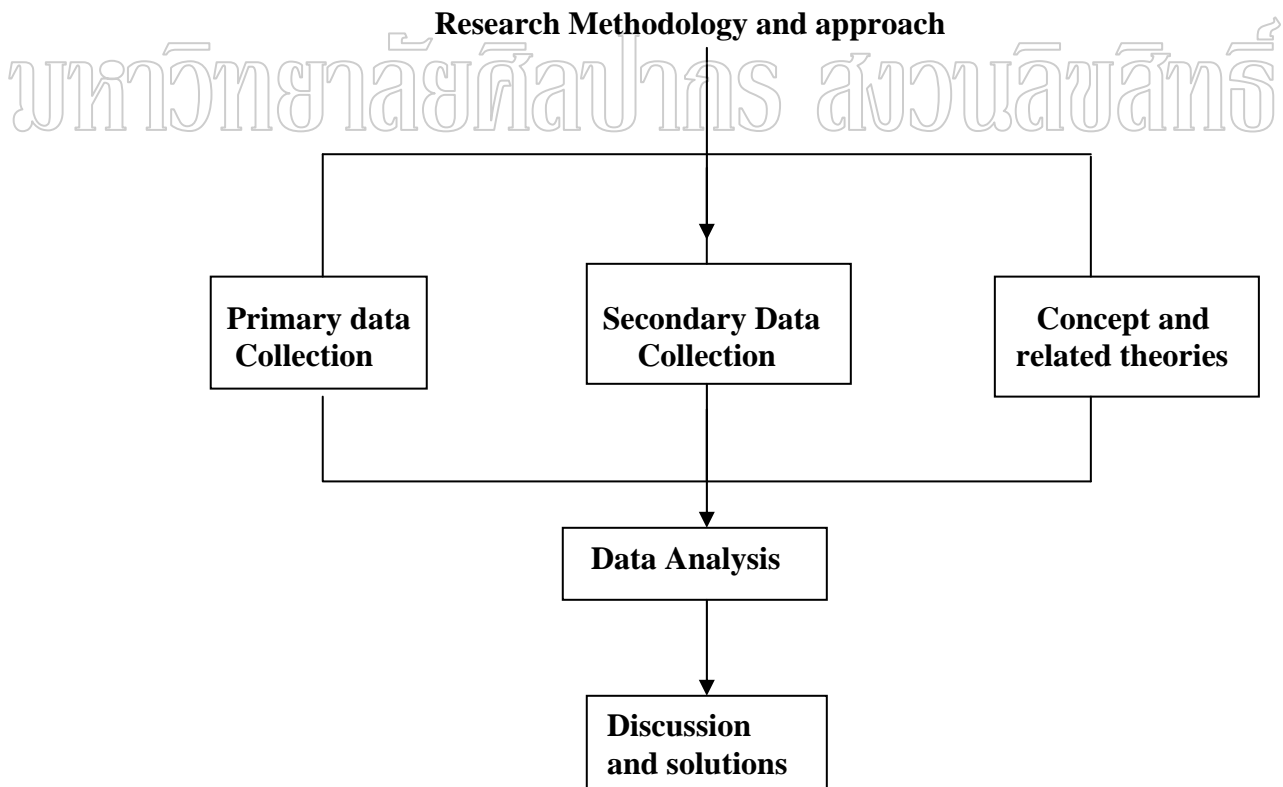 Research Methodology and approach
มหาวิทยาลัยศิลปากร สงวนลิขสิทธิ์
Primary data
Collection
Secondary Data
Collection
Concept and
related theories
Data Analysis
Discussion
and solutions